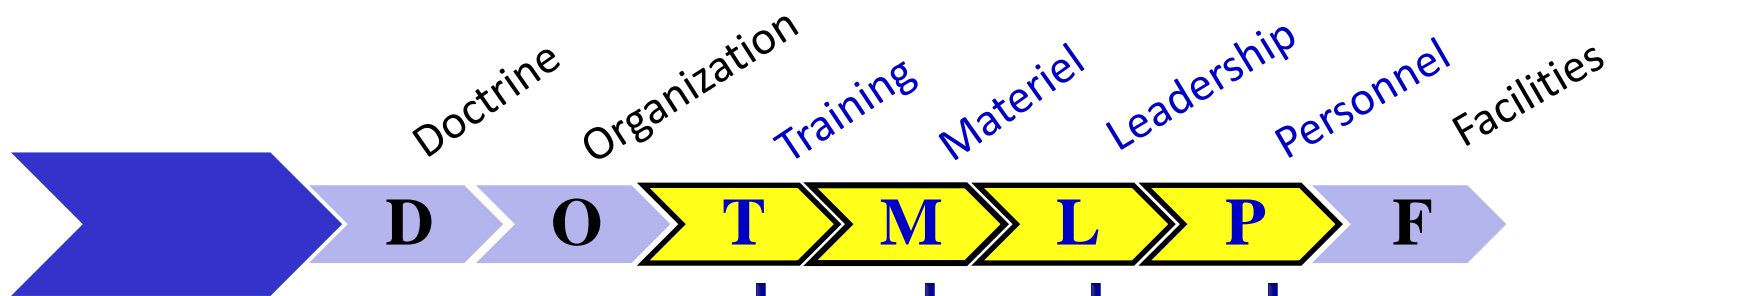 Doctrine
Organization
Training
Materiel
Leadership
Personnel
Facilities
D O T M L P F